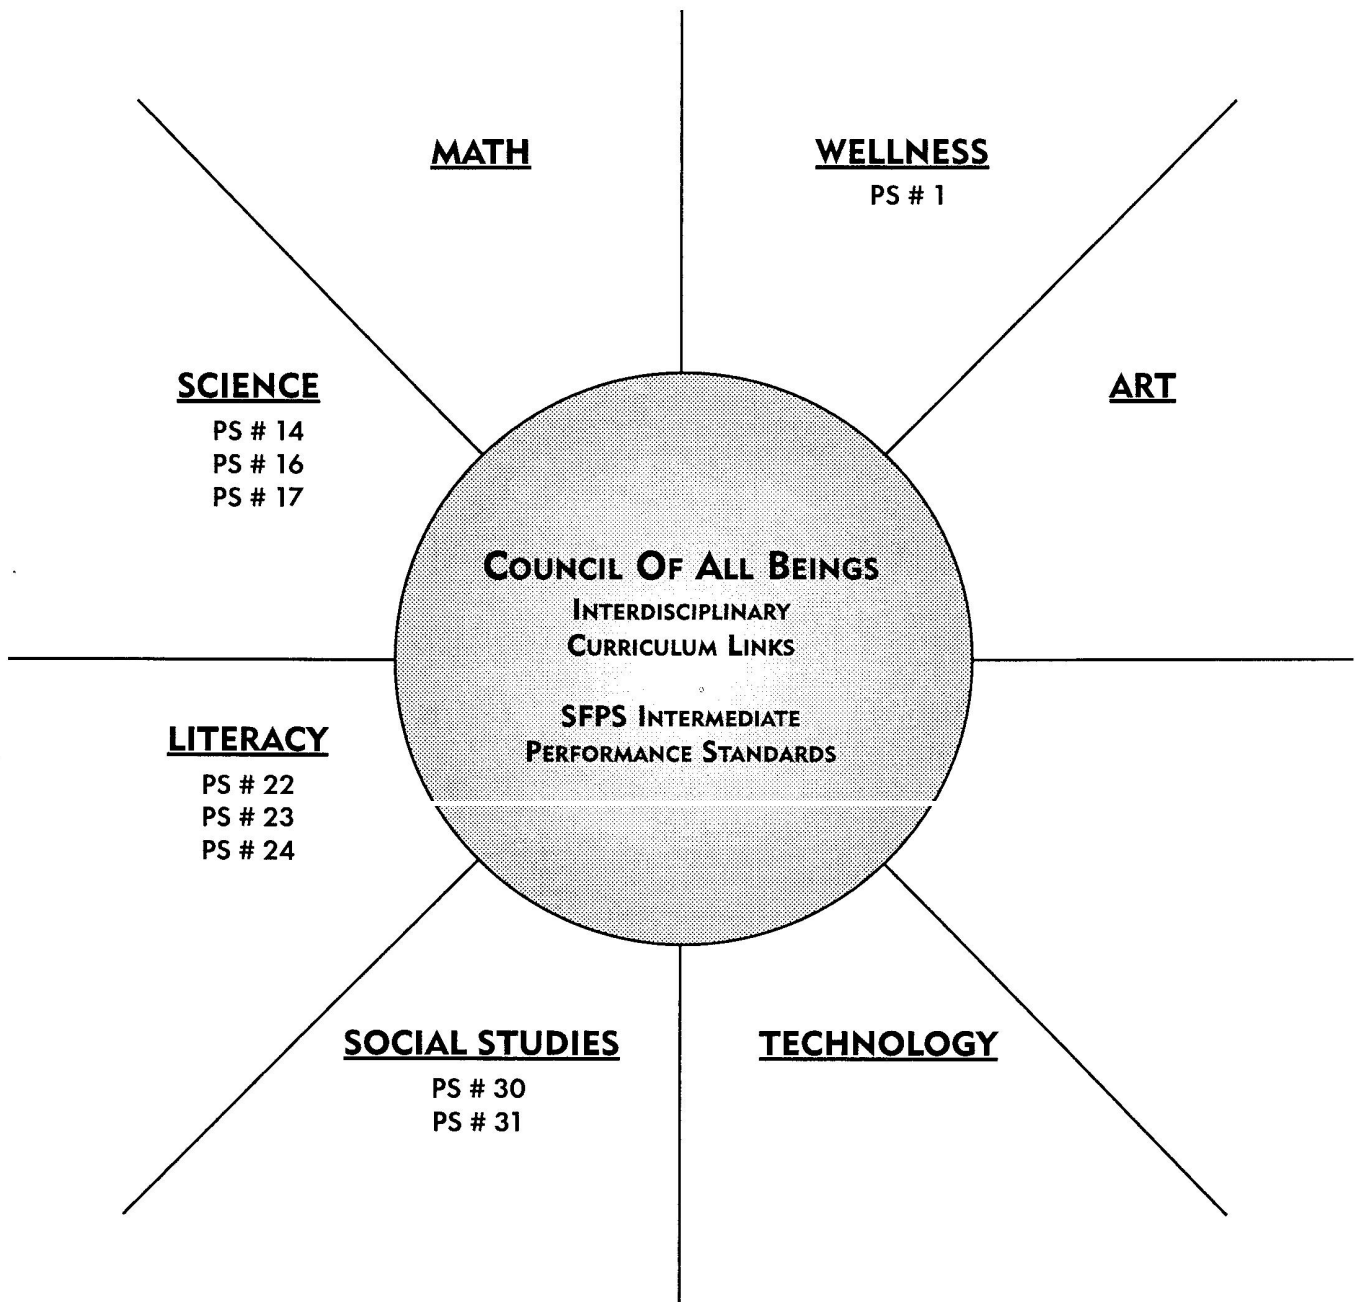 MATH
WELLNESS
PS # 1
SCIENCE
PS # 14
PS # 16
PS # 17
ART
COUNCIL OF ALL BEINGS
INTERDISCIPLINARY
CURRICULUM LINKS
SFPS INTERMEDIATE
PERFORMANCE STANDARDS
LITERACY
PS # 22
PS # 23
PS # 24
SOCIAL STUDIES
PS # 30
PS # 31
TECHNOLOGY